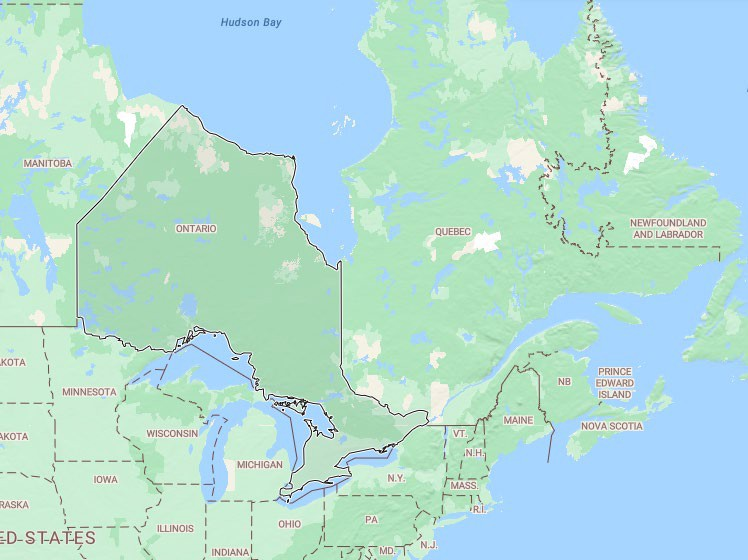 Hudson Bay
MANITOBA
ONTARIO
QUEBEC
NEWFOUNDLAND
AND LABRADOR
AKOTA
MINNESOTA
PRINCE
EDWARD
ISLAND
NB
MAINE
NOVA SCOTIA
WISCONSIN
VT.
AKOTA
N.H.
MICHIGAN
IOWA
N.Y.
MASS.
RASKA
R.I.
PA
ILLINOIS
OHIO
ED STATES
N.J.
INDIANA
MD.